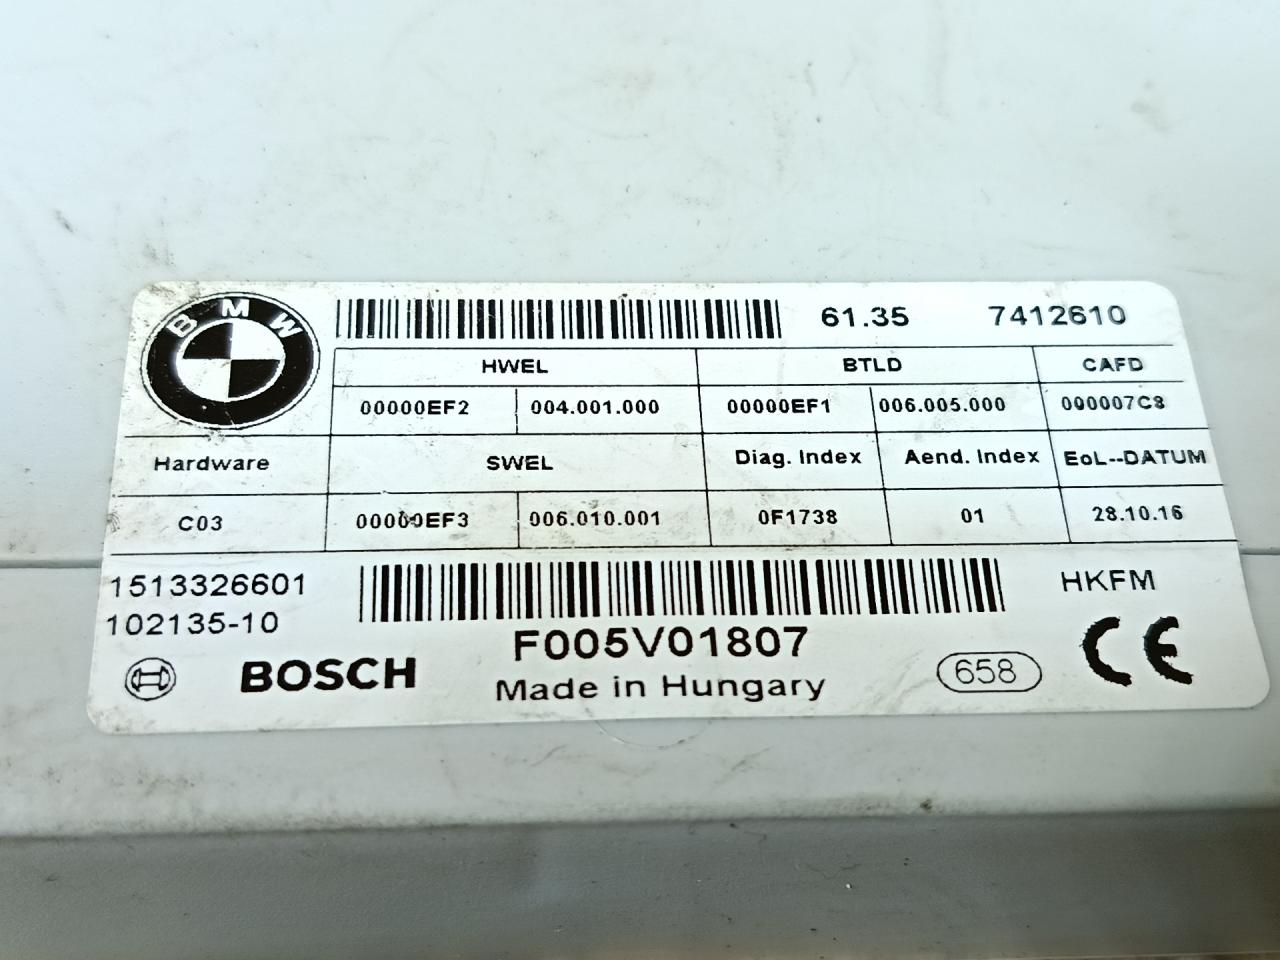 BMW
61.35 7412610
HWEL BTLD CAFD
00000EF2 004.001.000 00000EF1 006.005.000 000007C8
Hardware SWEL Diag. Index Aend. Index EoL--DATUM
C03 00000EF3 006.010.001 0F1738 01 28.10.16
1513326601 HKFM
102135-10
F005V01807
BOSCH Made in Hungary 658 CE